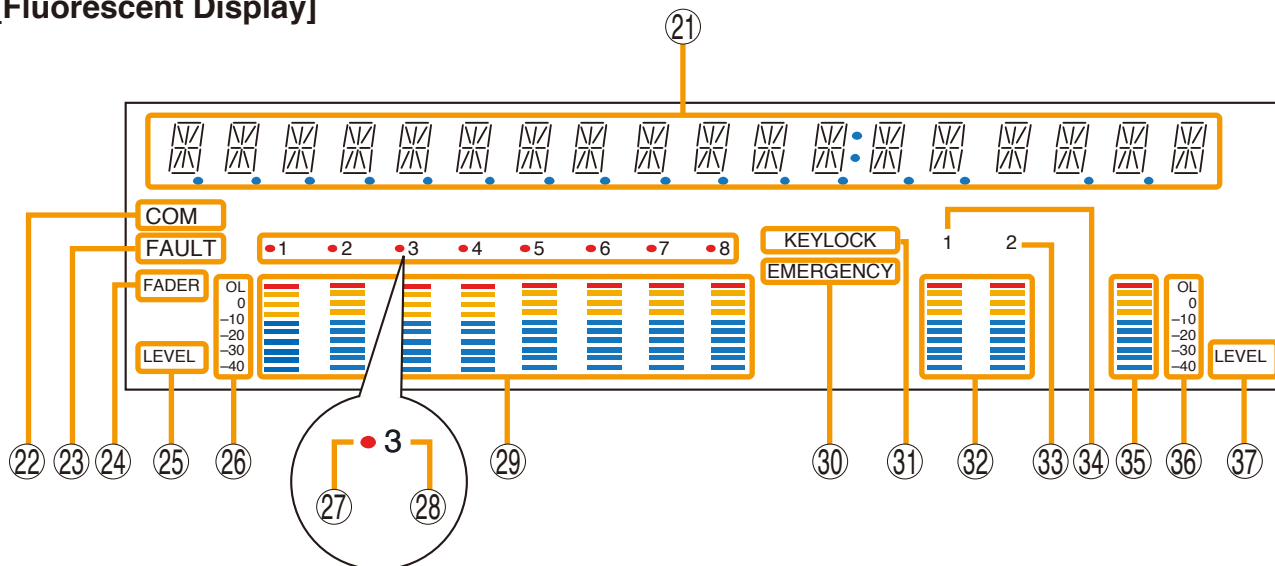 [Fluorescent Display]
㉑
COM
FAULT
1 2 3 4 5 6 7 8
KEYLOCK
1 2
EMERGENCY
FADER
OL
0
−10
−20
−30
−40
LEVEL
OL
0
−10
−20
−30
−40
LEVEL
3
㉒ ㉓ ㉔ ㉕ ㉖ ㉙ ㉚ ㉛ ㉜ ㉝ ㉞ ㉟ ㊱ ㊲
㉗ ㉘